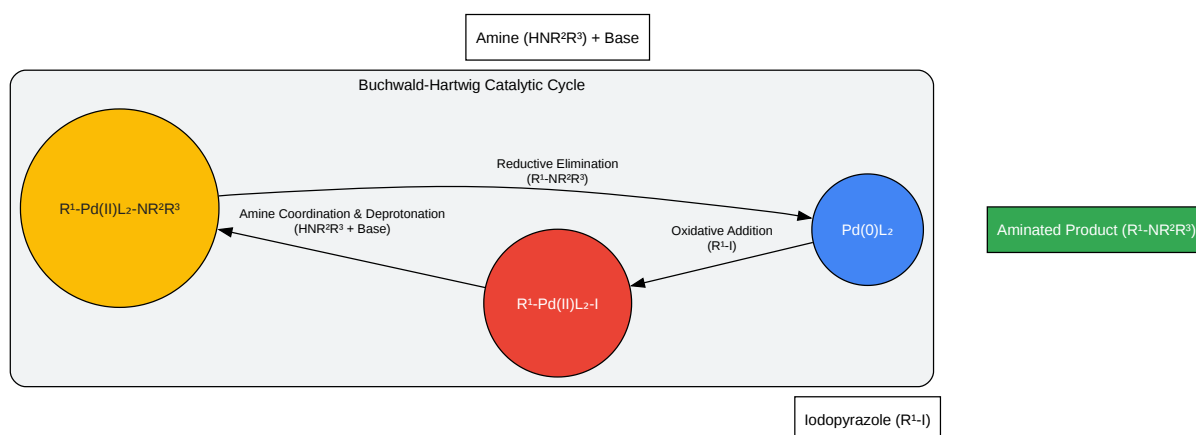 Amine (HNR²R³) + Base
Buchwald-Hartwig Catalytic Cycle
Reductive Elimination
(R¹-NR²R³)
R¹-Pd(II)L₂-NR²R³
Amine Coordination & Deprotonation
(HNR²R³ + Base)
Oxidative Addition
(R¹-I)
Pd(0)L₂
Aminated Product (R¹-NR²R³)
R¹-Pd(II)L₂-I
Iodopyrazole (R¹-I)